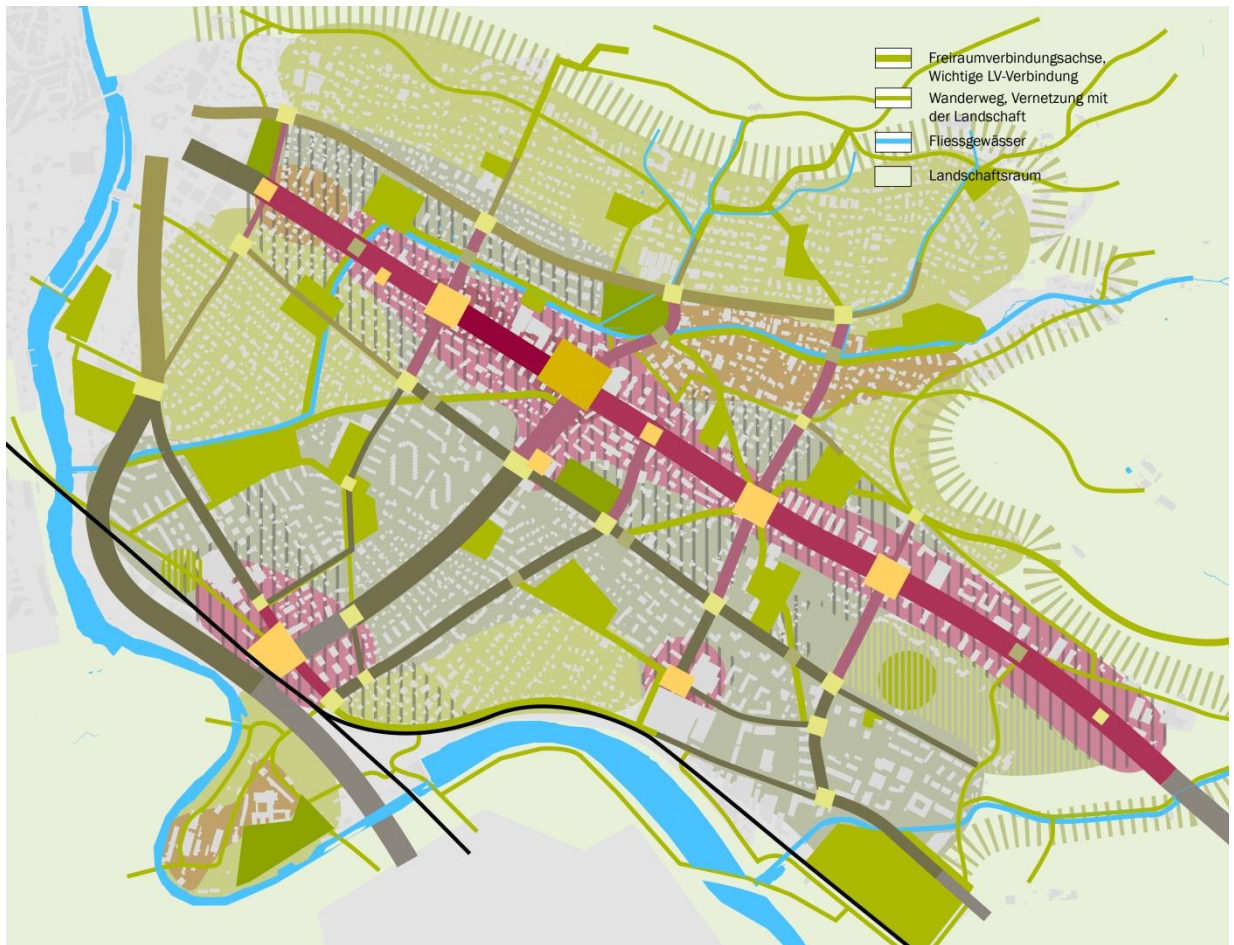 Freiraumverbindungsachse,
Wichtige LV-Verbindung
Wanderweg, Vernetzung mit
der Landschaft
Fliessgewässer
Landschaftsraum